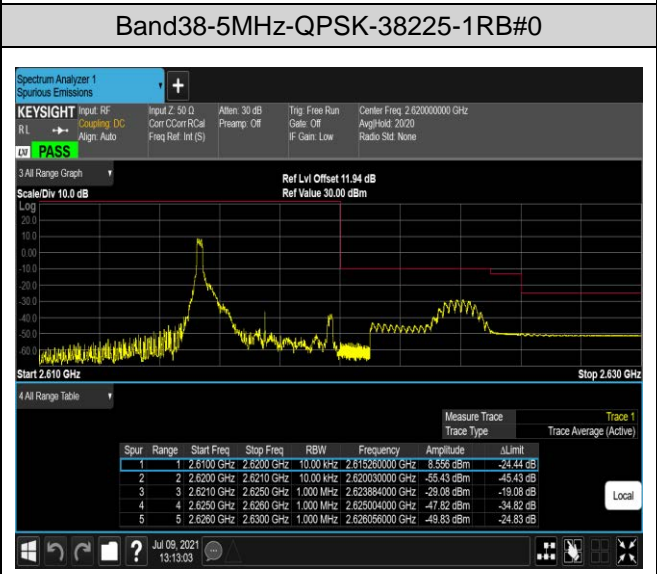 Band38-5MHz-QPSK-38225-1RB#0
Spectrum Analyzer 1
Spurious Emissions
+
KEYSIGHT Input: RF Input Z: 50 Ω Atten: 30 dB Trig: Free Run Center Freq: 2.620000000 GHz
RL Coupling: DC Corr CCorr RCal Preamp: Off Gate: Off Avg|Hold: 20/20
Align: Auto Freq Ref: Int (S) IF Gain: Low Radio Std: None
LXI PASS
3 All Range Graph
Ref Lvl Offset 11.94 dB
Scale/Div 10.0 dB Ref Value 30.00 dBm
Log
20.0
10.0
0.00
-10.0
-20.0
-30.0
-40.0
-50.0
-60.0
Start 2.610 GHz Stop 2.630 GHz
4 All Range Table
Measure Trace Trace 1
Trace Type Trace Average (Active)
Spur Range Start Freq Stop Freq RBW Frequency Amplitude ΔLimit
1 1 2.6100 GHz 2.6200 GHz 10.00 kHz 2.615260000 GHz 8.556 dBm -24.44 dB
2 2 2.6200 GHz 2.6210 GHz 10.00 kHz 2.620030000 GHz -55.43 dBm -45.43 dB
3 3 2.6210 GHz 2.6250 GHz 1.000 MHz 2.623884000 GHz -29.08 dBm -19.08 dB
4 4 2.6250 GHz 2.6260 GHz 1.000 MHz 2.625004000 GHz -47.82 dBm -34.82 dB
5 5 2.6260 GHz 2.6300 GHz 1.000 MHz 2.626056000 GHz -49.83 dBm -24.83 dB
Local
? Jul 09, 2021
13:13:03